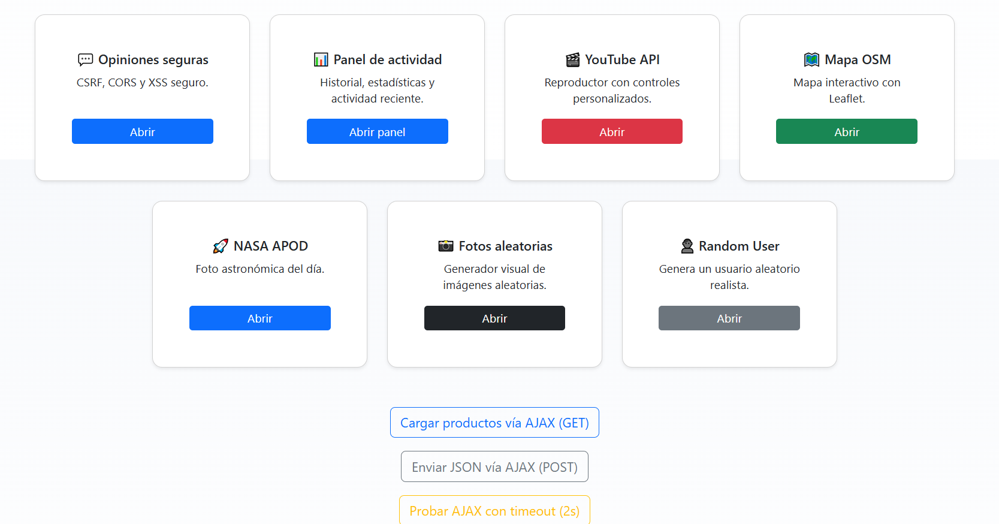 💬 Opiniones seguras
CSRF, CORS y XSS seguro.
Abrir
📊 Panel de actividad
Historial, estadísticas y
actividad reciente.
Abrir panel
🎬 YouTube API
Reproductor con controles
personalizados.
Abrir
🗺️ Mapa OSM
Mapa interactivo con
Leaflet.
Abrir
🚀 NASA APOD
Foto astronómica del día.
Abrir
📷 Fotos aleatorias
Generador visual de
imágenes aleatorias.
Abrir
👤 Random User
Genera un usuario aleatorio
realista.
Abrir
Cargar productos vía AJAX (GET)
Enviar JSON vía AJAX (POST)
Probar AJAX con timeout (2s)